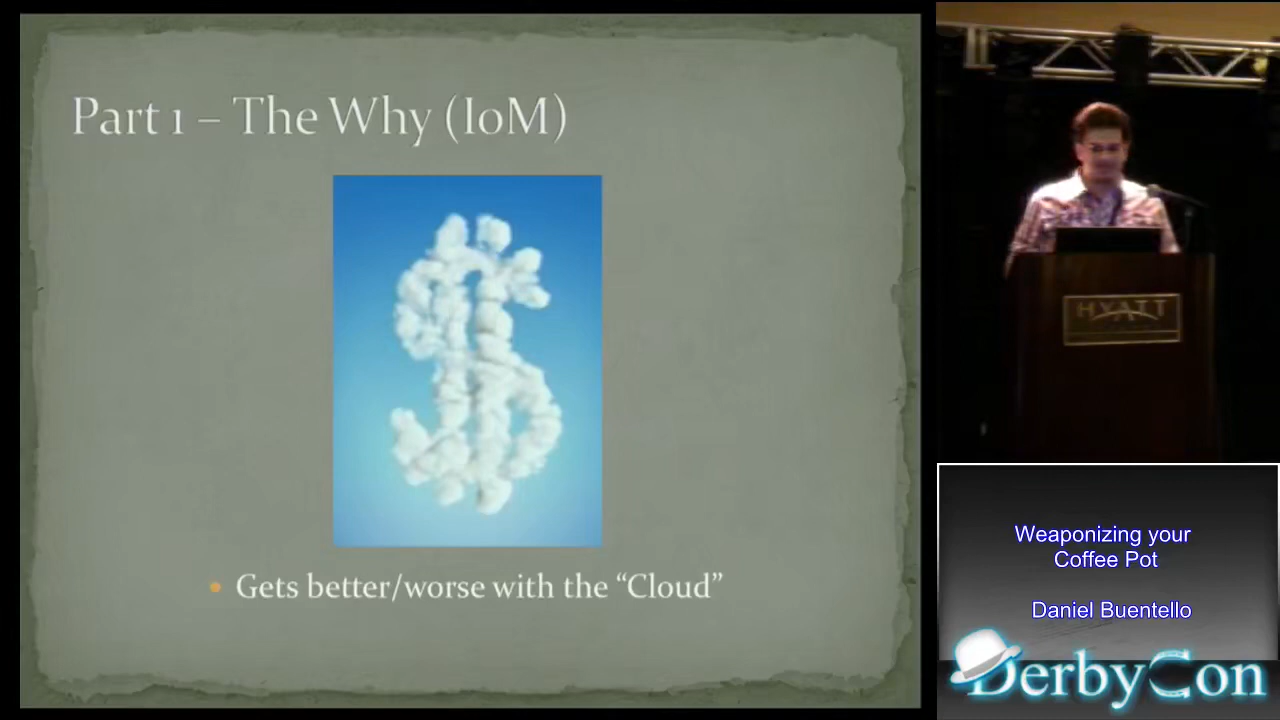 Part 1 – The Why (IoM)
Gets better/worse with the “Cloud”
HYATT
Weaponizing your
Coffee Pot
Daniel Buentello
DerbyCon